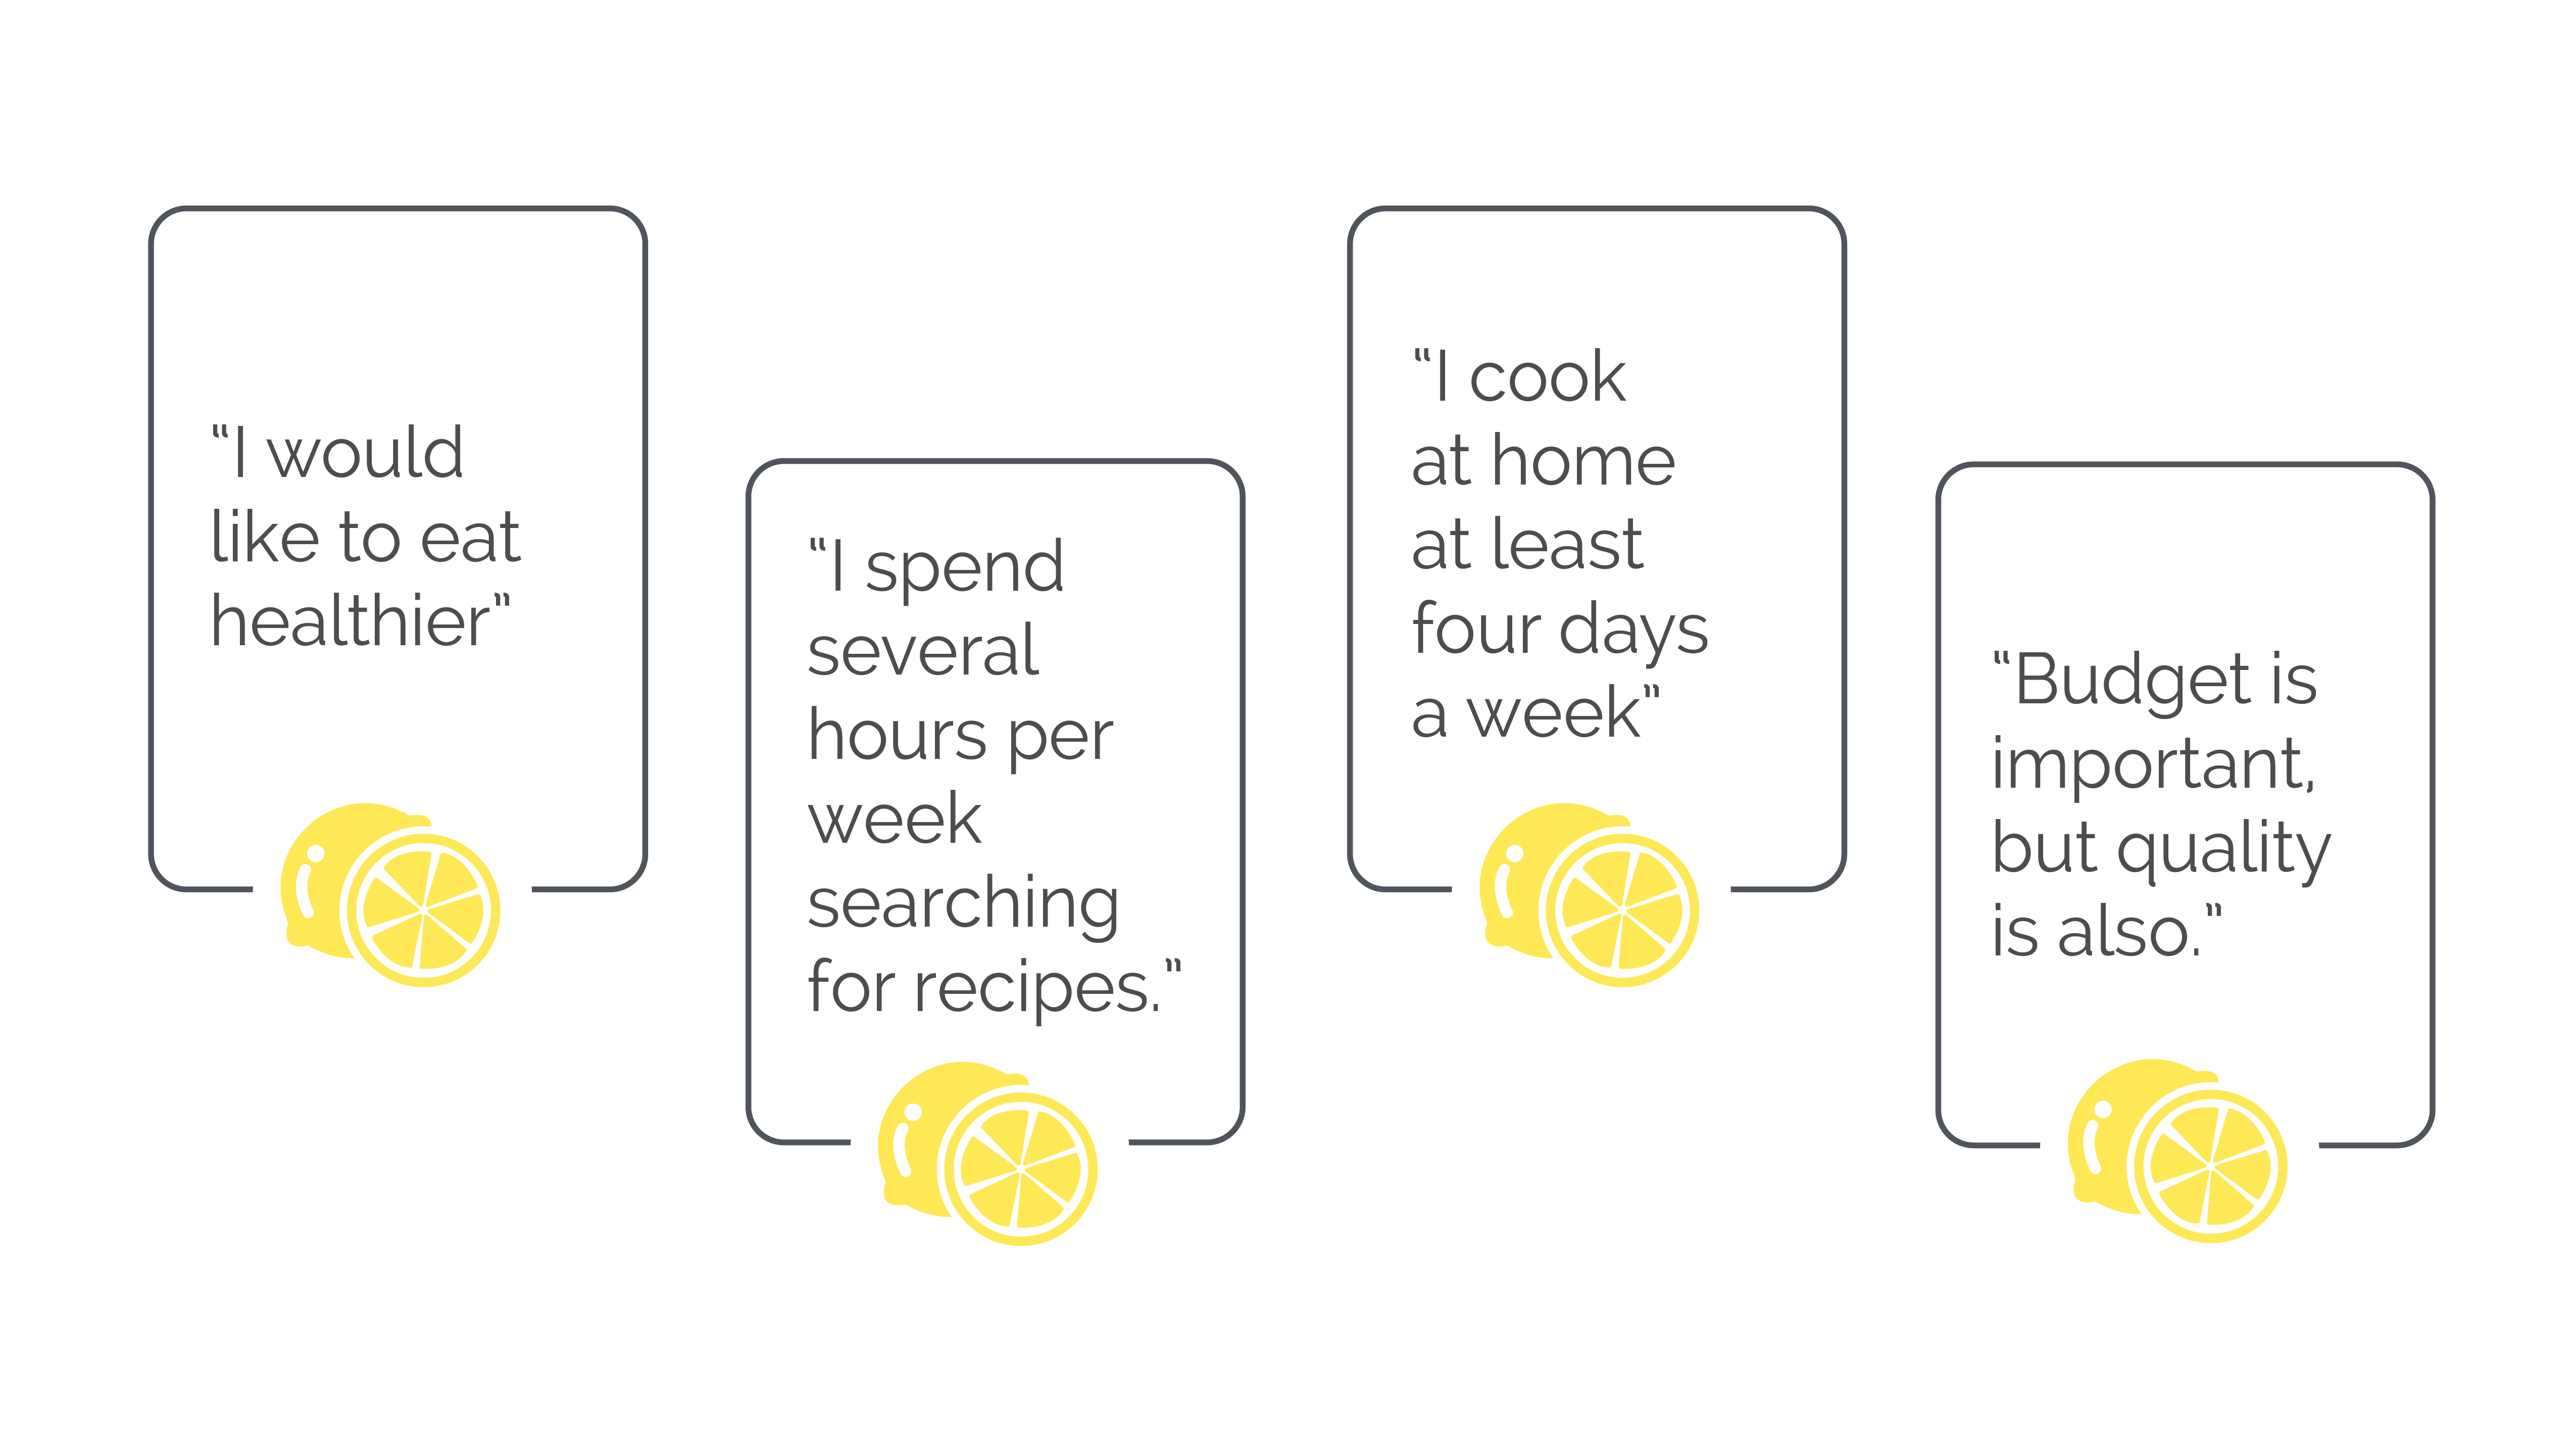 “I would
like to eat
healthier”
“I spend
several
hours per
week
searching
for recipes.”
“I cook
at home
at least
four days
a week”
“Budget is
important,
but quality
is also.”